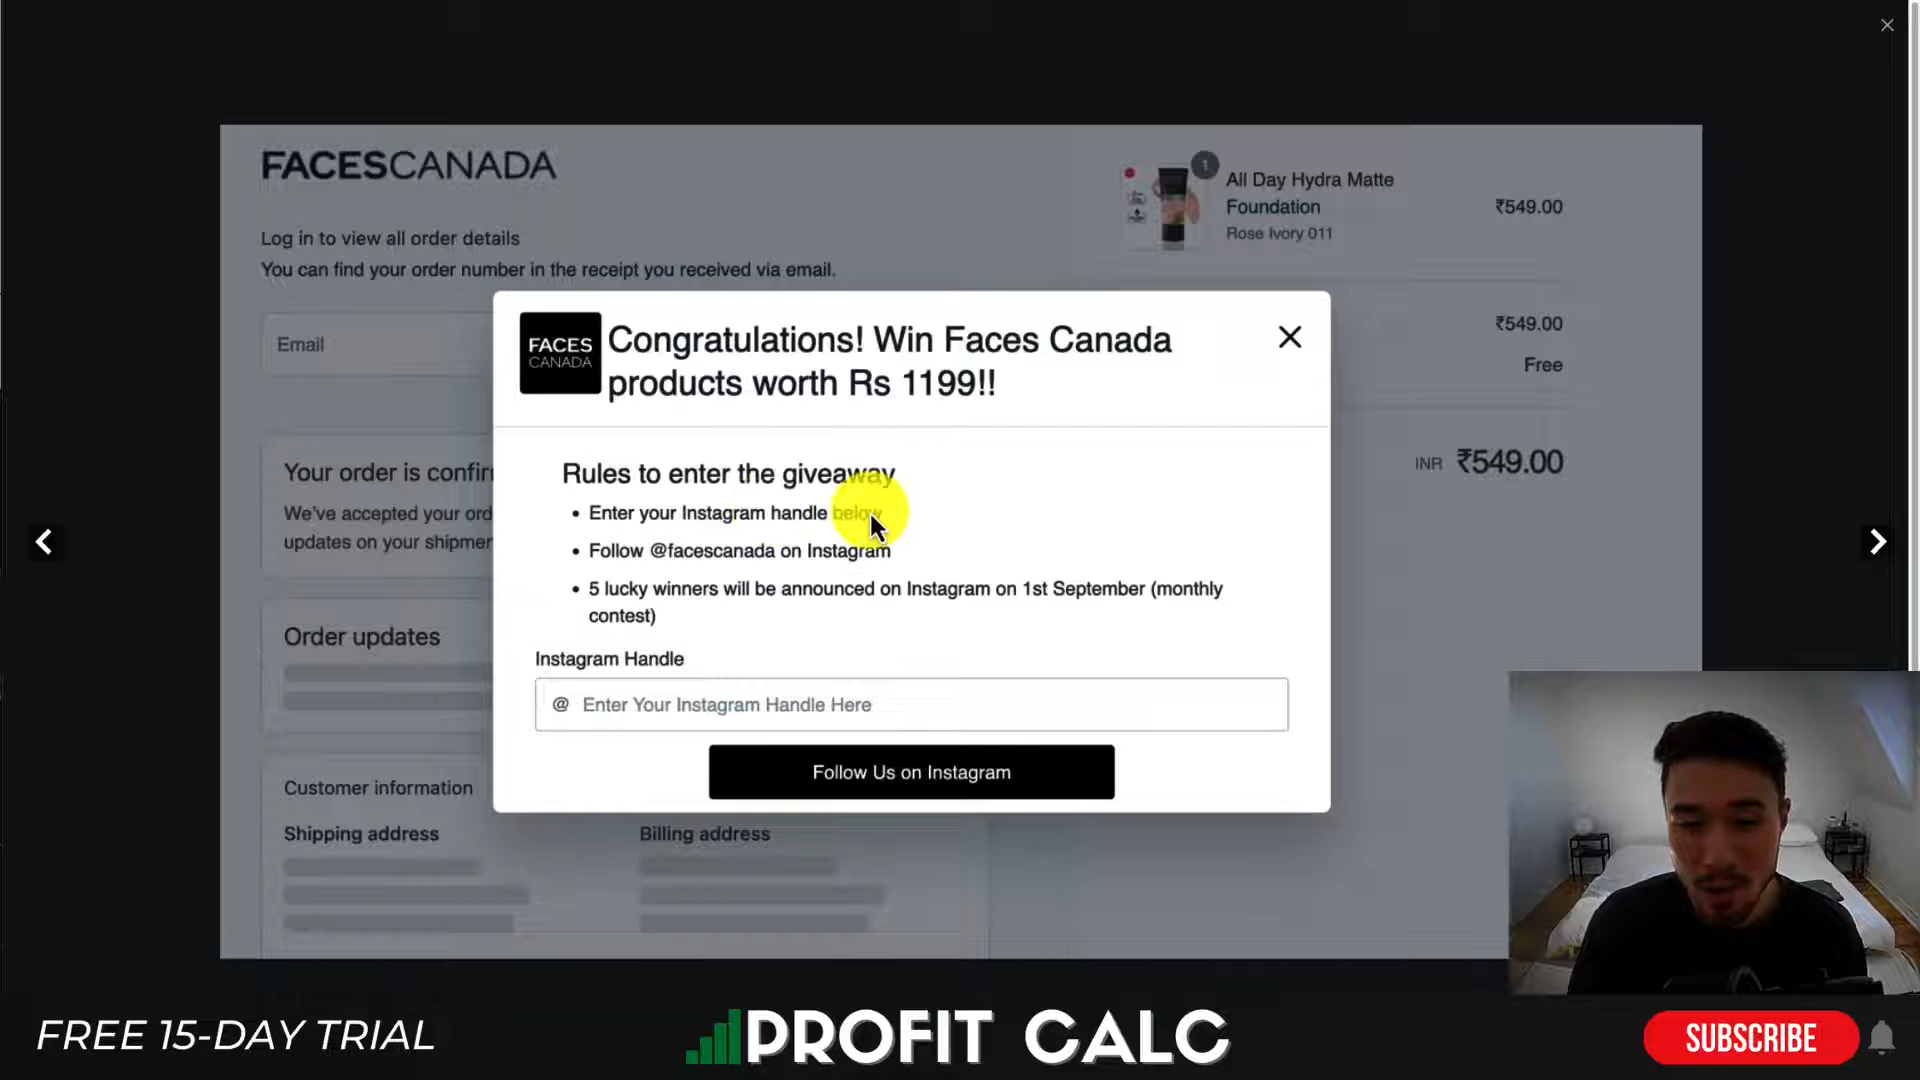 FACESCANADA
Log in to view all order details
You can find your order number in the receipt you received via email.
Email
Your order is confir
We've accepted your ord
updates on your shipmen
Order updates
Customer information
Shipping address
Billing address
1
All Day Hydra Matte
Foundation
Rose Ivory 011
₹549.00
₹549.00
Free
INR ₹549.00
FACES
CANADA
Congratulations! Win Faces Canada
products worth Rs 1199!!
Rules to enter the giveaway
• Enter your Instagram handle below
• Follow @facescanada on Instagram
• 5 lucky winners will be announced on Instagram on 1st September (monthly
contest)
Instagram Handle
@ Enter Your Instagram Handle Here
Follow Us on Instagram
FREE 15-DAY TRIAL
PROFIT CALC
SUBSCRIBE